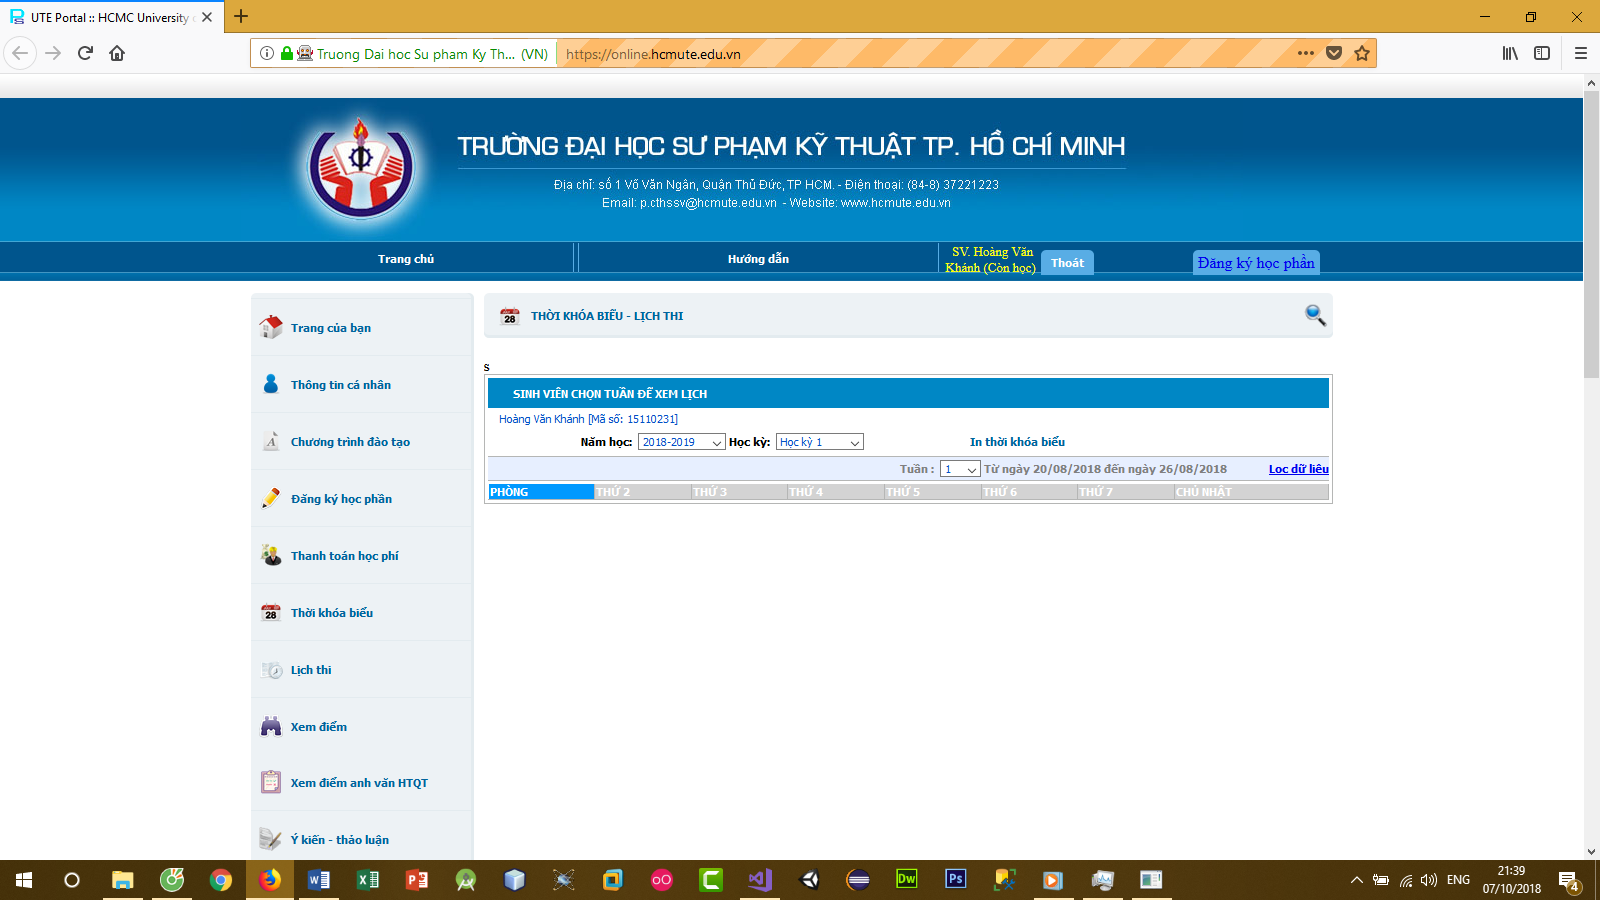 UTE Portal :: HCMC University
Truong Dai hoc Su pham Ky Th... (VN)
https://online.hcmute.edu.vn
TRƯỜNG ĐẠI HỌC SƯ PHẠM KỸ THUẬT TP. HỒ CHÍ MINH
Địa chỉ: số 1 Võ Văn Ngân, Quận Thủ Đức, TP HCM. - Điện thoại: (84-8) 37221223
Email: p.cthssv@hcmute.edu.vn - Website: www.hcmute.edu.vn
Trang chủ
Hướng dẫn
SV. Hoàng Văn
Khánh (Còn học)
Thoát
Đăng ký học phần
Trang của bạn
Thông tin cá nhân
Chương trình đào tạo
Đăng ký học phần
Thanh toán học phí
28
Thời khóa biểu
Lịch thi
Xem điểm
Xem điểm anh văn HTQT
Ý kiến - thảo luận
28
THỜI KHÓA BIỂU - LỊCH THI
s
SINH VIÊN CHỌN TUẦN ĐỂ XEM LỊCH
Hoàng Văn Khánh [Mã số: 15110231]
Năm học: 2018-2019 Học kỳ: Học kỳ 1
In thời khóa biểu
Tuần : 1 Từ ngày 20/08/2018 đến ngày 26/08/2018
Lọc dữ liệu
PHÒNG THỨ 2 THỨ 3 THỨ 4 THỨ 5 THỨ 6 THỨ 7 CHỦ NHẬT
Dw
Ps
ENG
21:39
07/10/2018
4